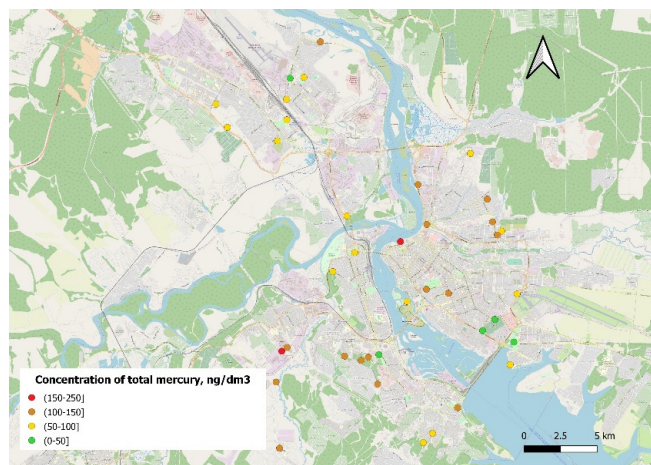 Concentration of total mercury, ng/dm3
(150-250]
(100-150]
(50-100]
(0-50]
0 2.5 5 km